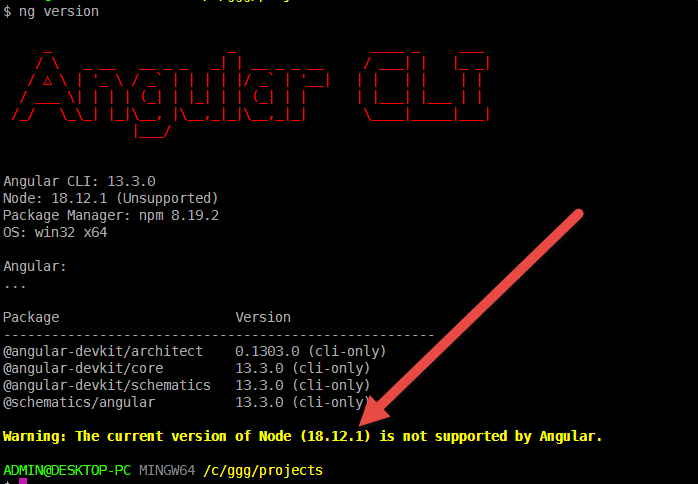 $ ng version
Angular CLI
Angular CLI: 13.3.0
Node: 18.12.1 (Unsupported)
Package Manager: npm 8.19.2
OS: win32 x64
Angular:
...
Package Version
------------------------------------------------------
@angular-devkit/architect 0.1303.0 (cli-only)
@angular-devkit/core 13.3.0 (cli-only)
@angular-devkit/schematics 13.3.0 (cli-only)
@schematics/angular 13.3.0 (cli-only)
Warning: The current version of Node (18.12.1) is not supported by Angular.
ADMIN@DESKTOP-PC MINGW64 /c/ggg/projects